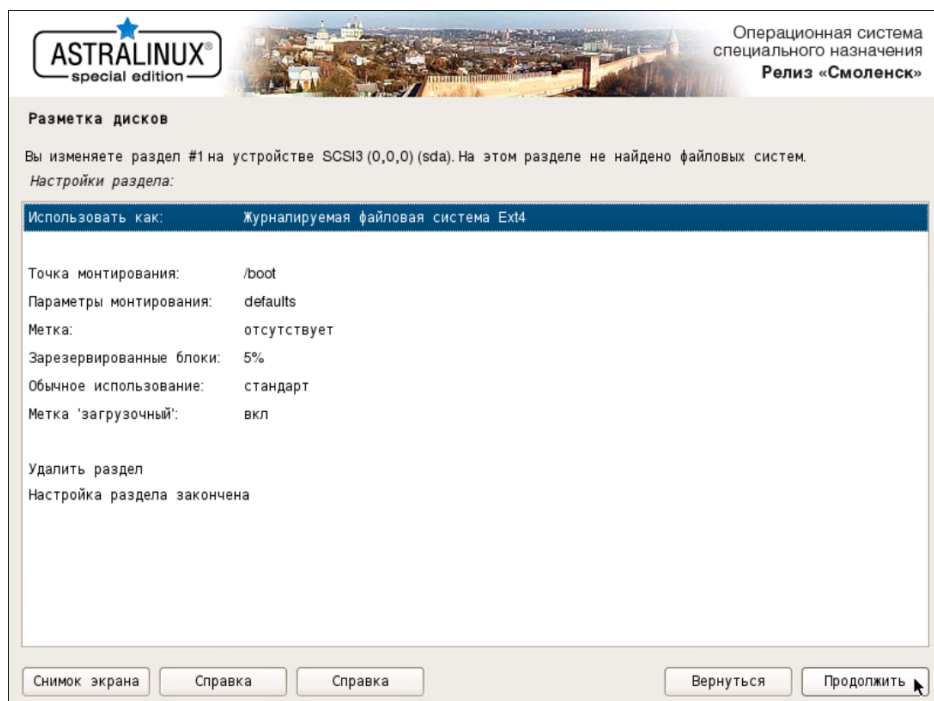 ASTRALINUX®
special edition
Операционная система
специального назначения
Релиз «Смоленск»
Разметка дисков
Вы изменяете раздел #1 на устройстве SCSI3 (0,0,0) (sda). На этом разделе не найдено файловых систем.
Настройки раздела:
Использовать как: Журналируемая файловая система Ext4
Точка монтирования: /boot
Параметры монтирования: defaults
Метка: отсутствует
Зарезервированные блоки: 5%
Обычное использование: стандарт
Метка 'загрузочный': вкл
Удалить раздел
Настройка раздела закончена
Снимок экрана Справка Справка Вернуться Продолжить